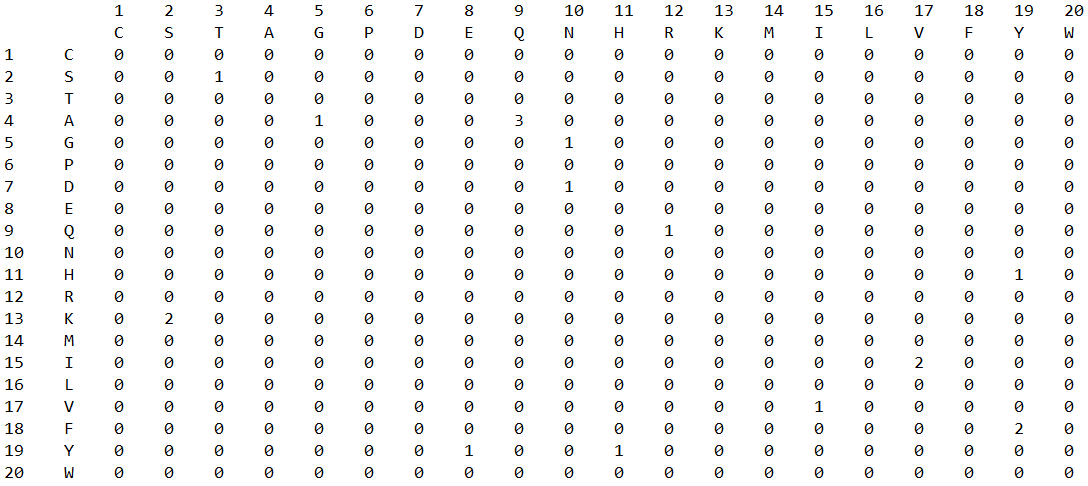 1 2 3 4 5 6 7 8 9 10 11 12 13 14 15 16 17 18 19 20
C S T A G P D E Q N H R K M I L V F Y W
1 C 0 0 0 0 0 0 0 0 0 0 0 0 0 0 0 0 0 0 0 0
2 S 0 0 1 0 0 0 0 0 0 0 0 0 0 0 0 0 0 0 0 0
3 T 0 0 0 0 0 0 0 0 0 0 0 0 0 0 0 0 0 0 0 0
4 A 0 0 0 0 1 0 0 0 3 0 0 0 0 0 0 0 0 0 0 0
5 G 0 0 0 0 0 0 0 0 0 1 0 0 0 0 0 0 0 0 0 0
6 P 0 0 0 0 0 0 0 0 0 0 0 0 0 0 0 0 0 0 0 0
7 D 0 0 0 0 0 0 0 0 0 1 0 0 0 0 0 0 0 0 0 0
8 E 0 0 0 0 0 0 0 0 0 0 0 0 0 0 0 0 0 0 0 0
9 Q 0 0 0 0 0 0 0 0 0 0 0 1 0 0 0 0 0 0 0 0
10 N 0 0 0 0 0 0 0 0 0 0 0 0 0 0 0 0 0 0 0 0
11 H 0 0 0 0 0 0 0 0 0 0 0 0 0 0 0 0 0 0 1 0
12 R 0 0 0 0 0 0 0 0 0 0 0 0 0 0 0 0 0 0 0 0
13 K 0 2 0 0 0 0 0 0 0 0 0 0 0 0 0 0 0 0 0 0
14 M 0 0 0 0 0 0 0 0 0 0 0 0 0 0 0 0 0 0 0 0
15 I 0 0 0 0 0 0 0 0 0 0 0 0 0 0 0 0 2 0 0 0
16 L 0 0 0 0 0 0 0 0 0 0 0 0 0 0 0 0 0 0 0 0
17 V 0 0 0 0 0 0 0 0 0 0 0 0 0 0 1 0 0 0 0 0
18 F 0 0 0 0 0 0 0 0 0 0 0 0 0 0 0 0 0 0 2 0
19 Y 0 0 0 0 0 0 0 1 0 0 1 0 0 0 0 0 0 0 0 0
20 W 0 0 0 0 0 0 0 0 0 0 0 0 0 0 0 0 0 0 0 0